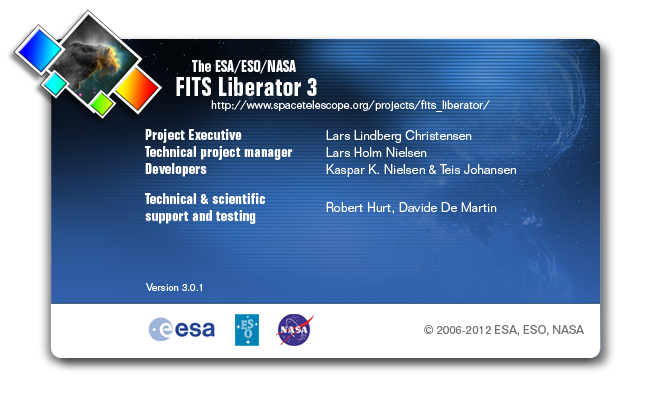 The ESA/ESO/NASA
FITS Liberator 3
http://www.spacetelescope.org/projects/fits_liberator/
Project Executive Lars Lindberg Christensen
Technical project manager Lars Holm Nielsen
Developers Kaspar K. Nielsen & Teis Johansen
Technical & scientific
support and testing Robert Hurt, Davide De Martin
Version 3.0.1
esa ESO NASA © 2006-2012 ESA, ESO, NASA